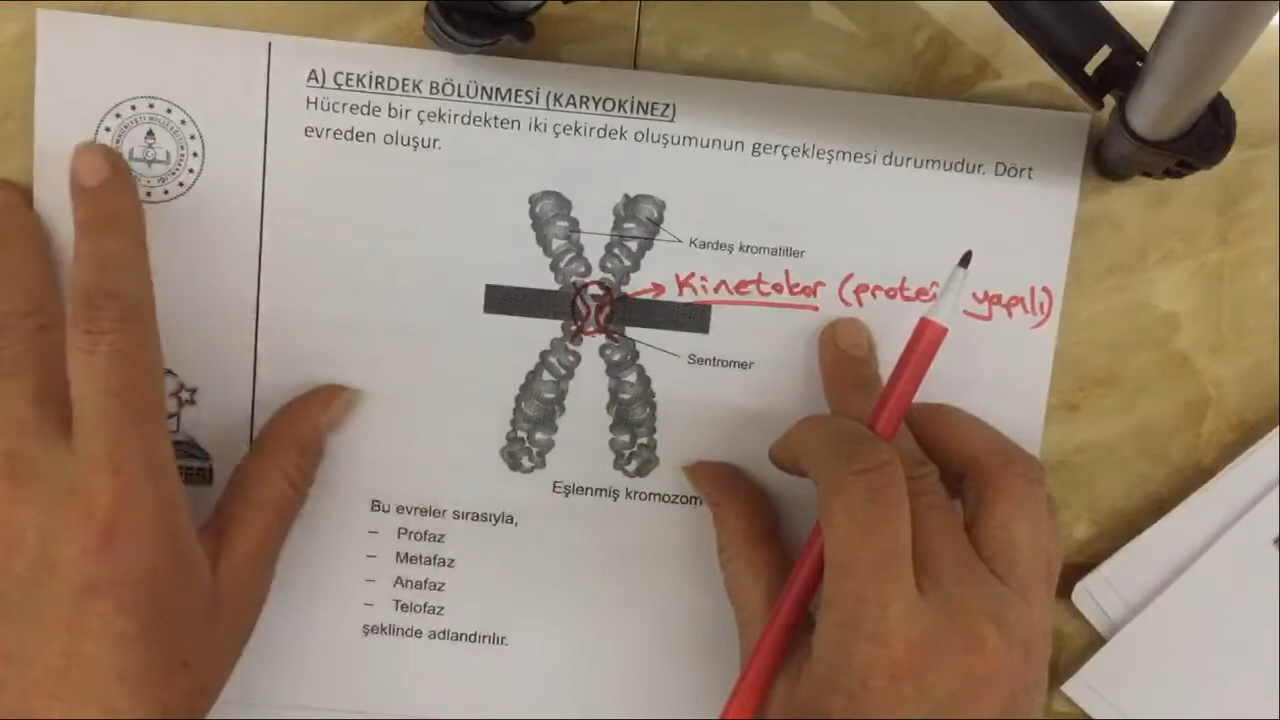 A) ÇEKİRDEK BÖLÜNMESİ (KARYOKİNEZ)
Hücrede bir çekirdekten iki çekirdek oluşumunun gerçekleşmesi durumudur. Dört
evreden oluşur.
Kardeş kromatitler
Kinetokor (protei yapılı)
Sentromer
Eşlenmiş kromozom
Bu evreler sırasıyla,
– Profaz
– Metafaz
– Anafaz
– Telofaz
şeklinde adlandırılır.